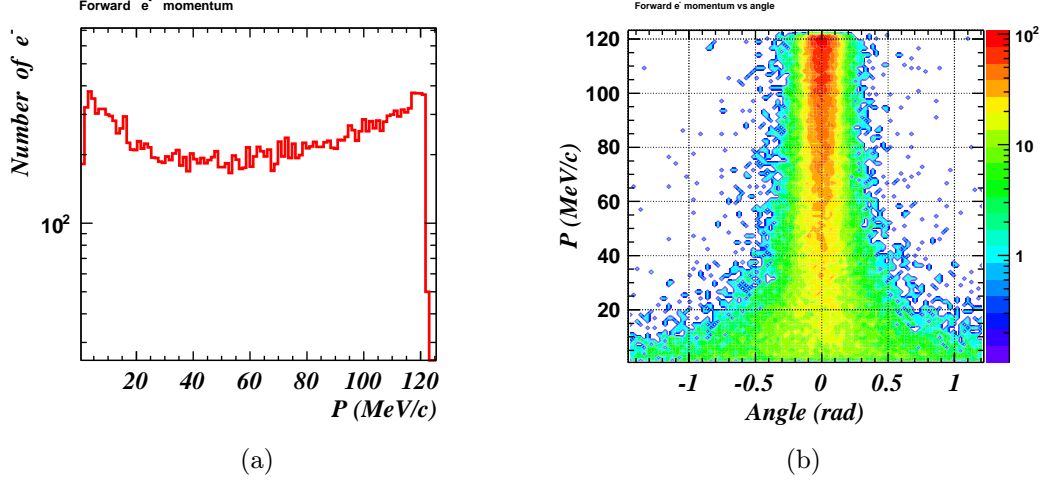 Forward e⁻ momentum
Number of e⁻
10²
20 40 60 80 100 120
P (MeV/c)
(a)
Forward e⁻ momentum vs angle
P (MeV/c)
120
100
80
60
40
20
-1 -0.5 0 0.5 1
Angle (rad)
10²
10
1
(b)